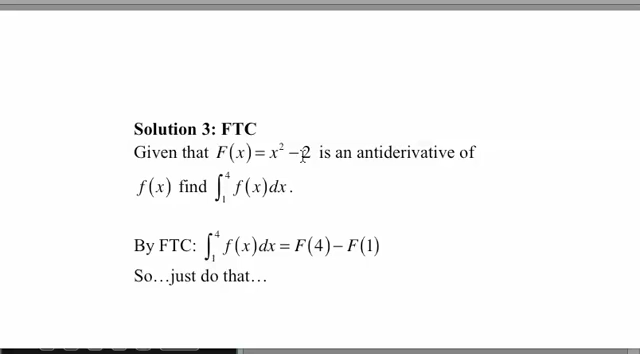 Solution 3: FTC
Given that F(x) = x² − 2 is an antiderivative of
f(x) find ∫₁⁴ f(x)dx.
By FTC: ∫₁⁴ f(x)dx = F(4) − F(1)
So…just do that…